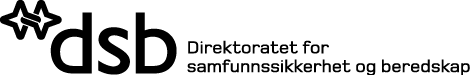 dsb
Direktoratet for
samfunnssikkerhet og beredskap